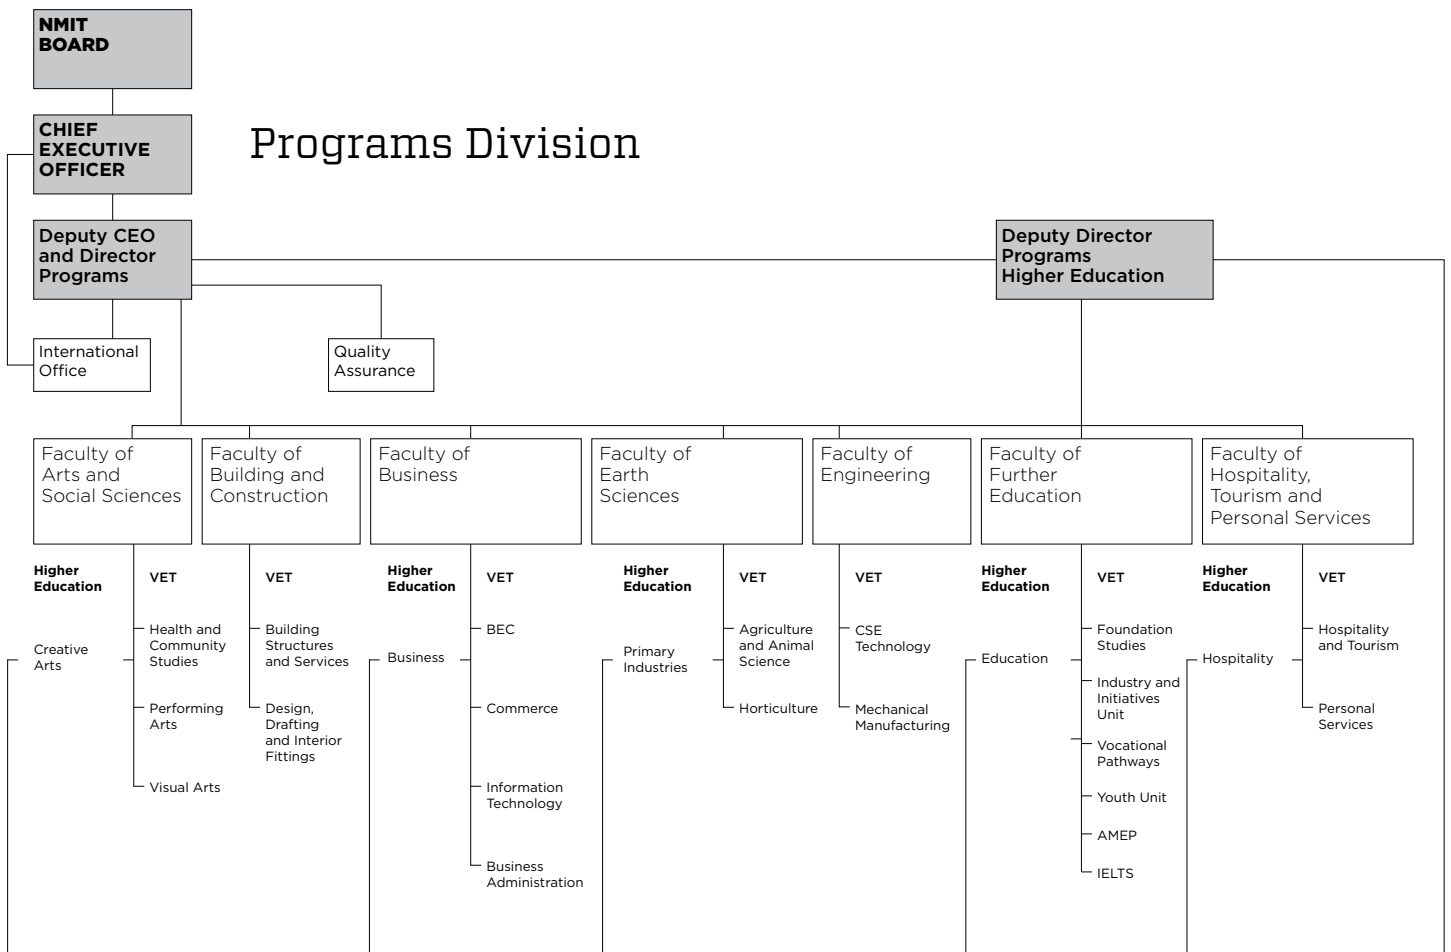 NMIT
BOARD
CHIEF
EXECUTIVE
OFFICER
Programs Division
Deputy CEO
and Director
Programs
Deputy Director
Programs
Higher Education
International
Office
Quality
Assurance
Faculty of
Arts and
Social Sciences
Faculty of
Building and
Construction
Faculty of
Business
Faculty of
Earth
Sciences
Faculty of
Engineering
Faculty of
Further
Education
Faculty of
Hospitality,
Tourism and
Personal Services
Higher
Education
VET
Creative
Arts
Health and
Community
Studies
Performing
Arts
Visual Arts
VET
Building
Structures
and Services
Design,
Drafting
and Interior
Fittings
Higher
Education
VET
Business
BEC
Commerce
Information
Technology
Business
Administration
Higher
Education
VET
Primary
Industries
Agriculture
and Animal
Science
Horticulture
VET
CSE
Technology
Mechanical
Manufacturing
Higher
Education
VET
Education
Foundation
Studies
Industry and
Initiatives
Unit
Vocational
Pathways
Youth Unit
AMEP
IELTS
Higher
Education
VET
Hospitality
Hospitality
and Tourism
Personal
Services